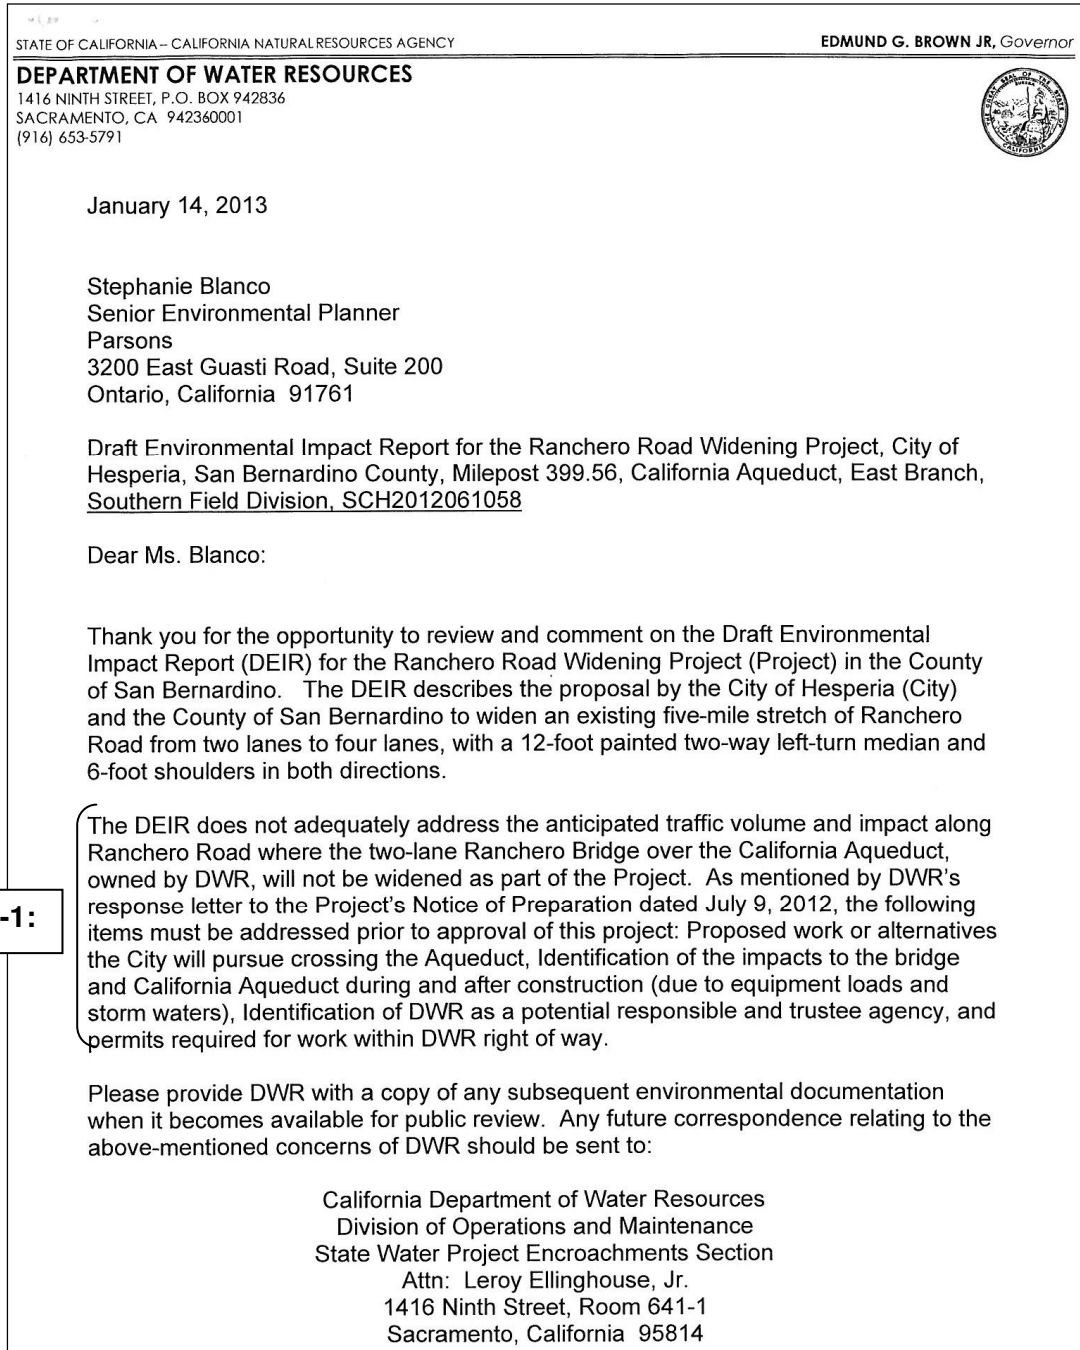 STATE OF CALIFORNIA – CALIFORNIA NATURAL RESOURCES AGENCY
EDMUND G. BROWN JR, Governor
DEPARTMENT OF WATER RESOURCES
1416 NINTH STREET, P.O. BOX 942836
SACRAMENTO, CA 942360001
(916) 653-5791
January 14, 2013
Stephanie Blanco
Senior Environmental Planner
Parsons
3200 East Guasti Road, Suite 200
Ontario, California 91761
Draft Environmental Impact Report for the Ranchero Road Widening Project, City of
Hesperia, San Bernardino County, Milepost 399.56, California Aqueduct, East Branch,
Southern Field Division, SCH2012061058
Dear Ms. Blanco:
Thank you for the opportunity to review and comment on the Draft Environmental
Impact Report (DEIR) for the Ranchero Road Widening Project (Project) in the County
of San Bernardino. The DEIR describes the proposal by the City of Hesperia (City)
and the County of San Bernardino to widen an existing five-mile stretch of Ranchero
Road from two lanes to four lanes, with a 12-foot painted two-way left-turn median and
6-foot shoulders in both directions.
The DEIR does not adequately address the anticipated traffic volume and impact along
Ranchero Road where the two-lane Ranchero Bridge over the California Aqueduct,
owned by DWR, will not be widened as part of the Project. As mentioned by DWR's
-1:
response letter to the Project's Notice of Preparation dated July 9, 2012, the following
items must be addressed prior to approval of this project: Proposed work or alternatives
the City will pursue crossing the Aqueduct, Identification of the impacts to the bridge
and California Aqueduct during and after construction (due to equipment loads and
storm waters), Identification of DWR as a potential responsible and trustee agency, and
permits required for work within DWR right of way.
Please provide DWR with a copy of any subsequent environmental documentation
when it becomes available for public review. Any future correspondence relating to the
above-mentioned concerns of DWR should be sent to:
California Department of Water Resources
Division of Operations and Maintenance
State Water Project Encroachments Section
Attn: Leroy Ellinghouse, Jr.
1416 Ninth Street, Room 641-1
Sacramento, California 95814